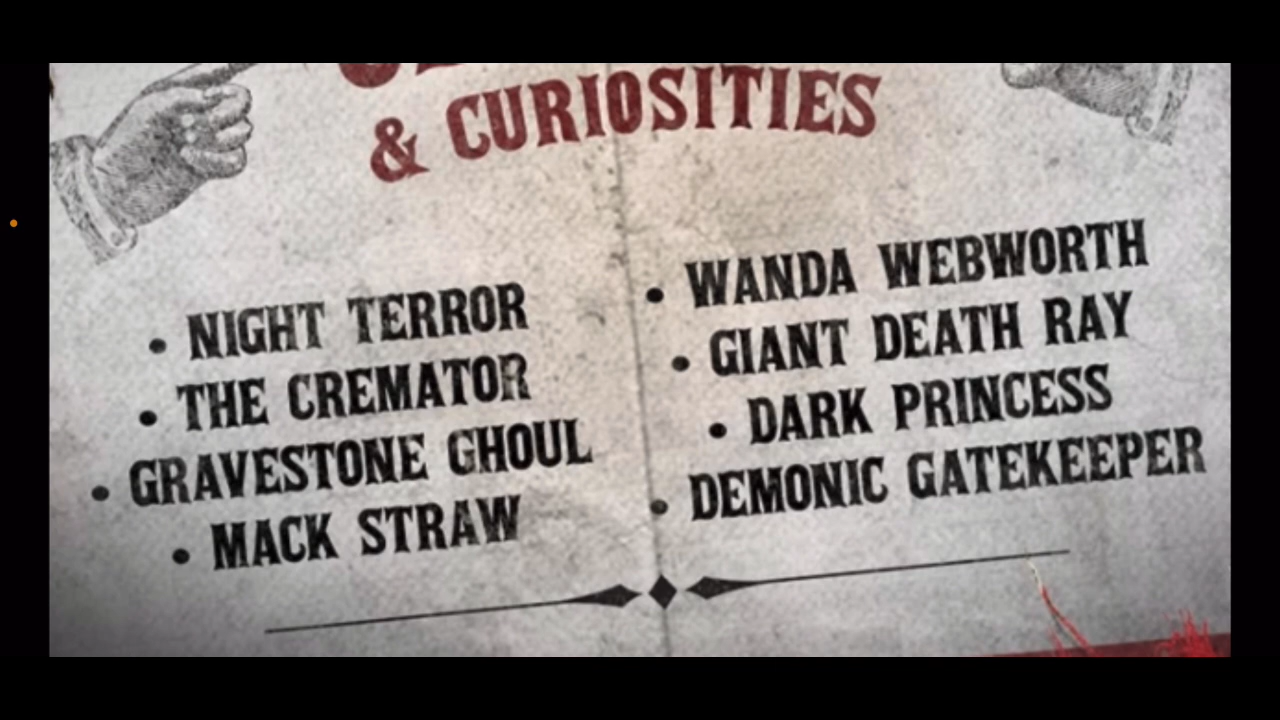 & CURIOSITIES
• NIGHT TERROR
• THE CREMATOR
• GRAVESTONE GHOUL
• MACK STRAW
• WANDA WEBWORTH
• GIANT DEATH RAY
• DARK PRINCESS
• DEMONIC GATEKEEPER